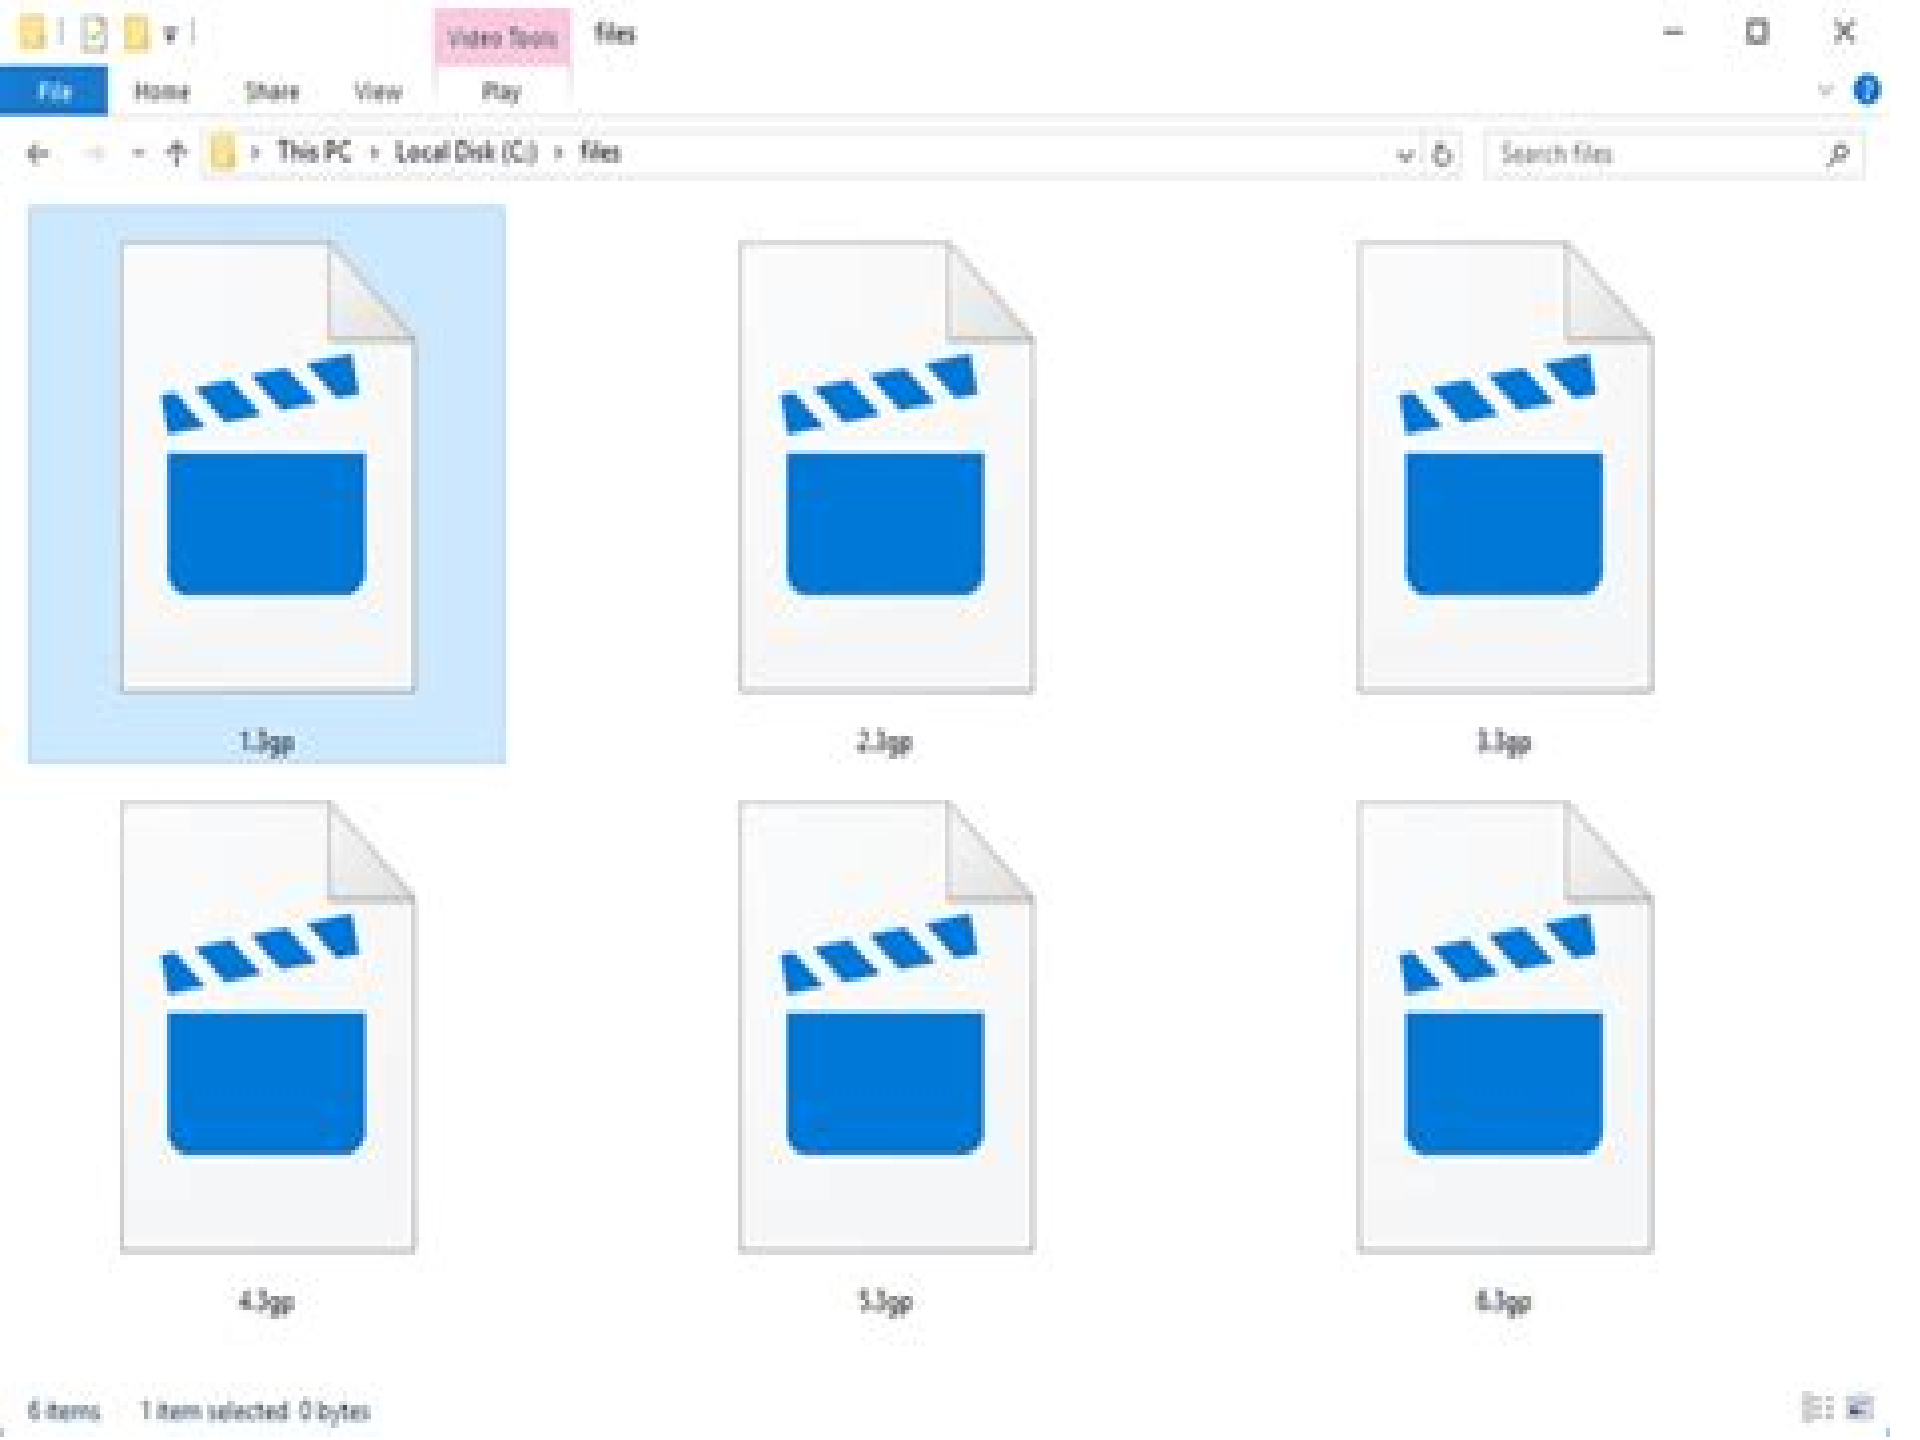 Video Tools files
File Home Share View Play
This PC › Local Disk (C:) › files Search files
1.3gp 2.3gp 3.3gp
4.3gp 5.3gp 6.3gp
6 items 1 item selected 0 bytes